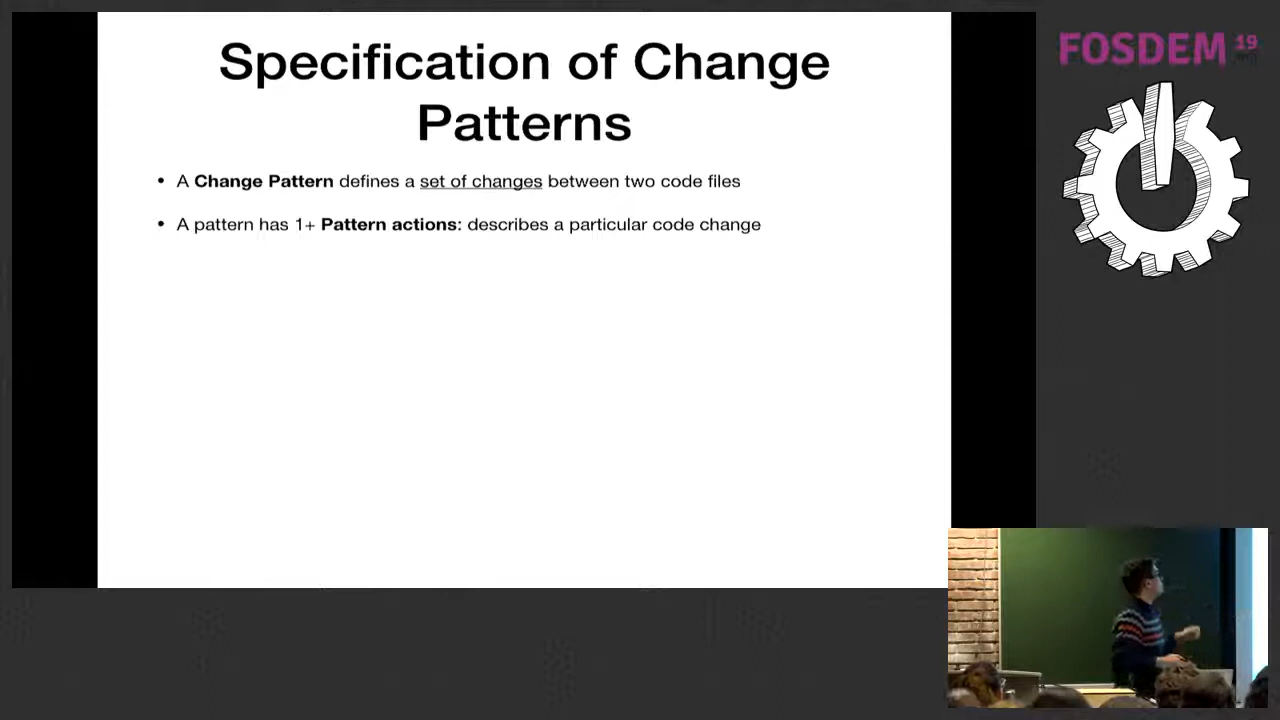 Specification of Change
Patterns
• A Change Pattern defines a set of changes between two code files
• A pattern has 1+ Pattern actions: describes a particular code change
FOSDEM 19